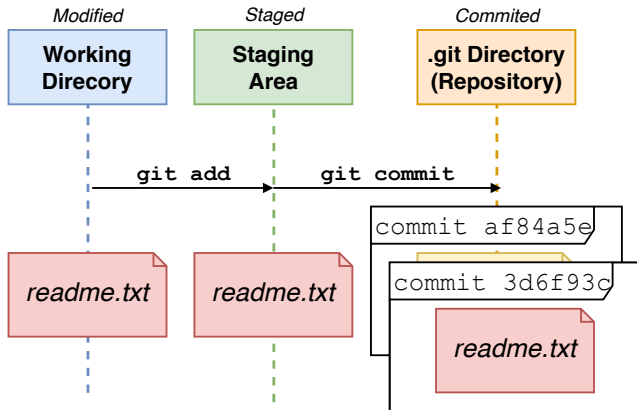 Modified
Staged
Commited
Working
Direcory
Staging
Area
.git Directory
(Repository)
git add
git commit
commit af84a5e
commit 3d6f93c
readme.txt
readme.txt
readme.txt